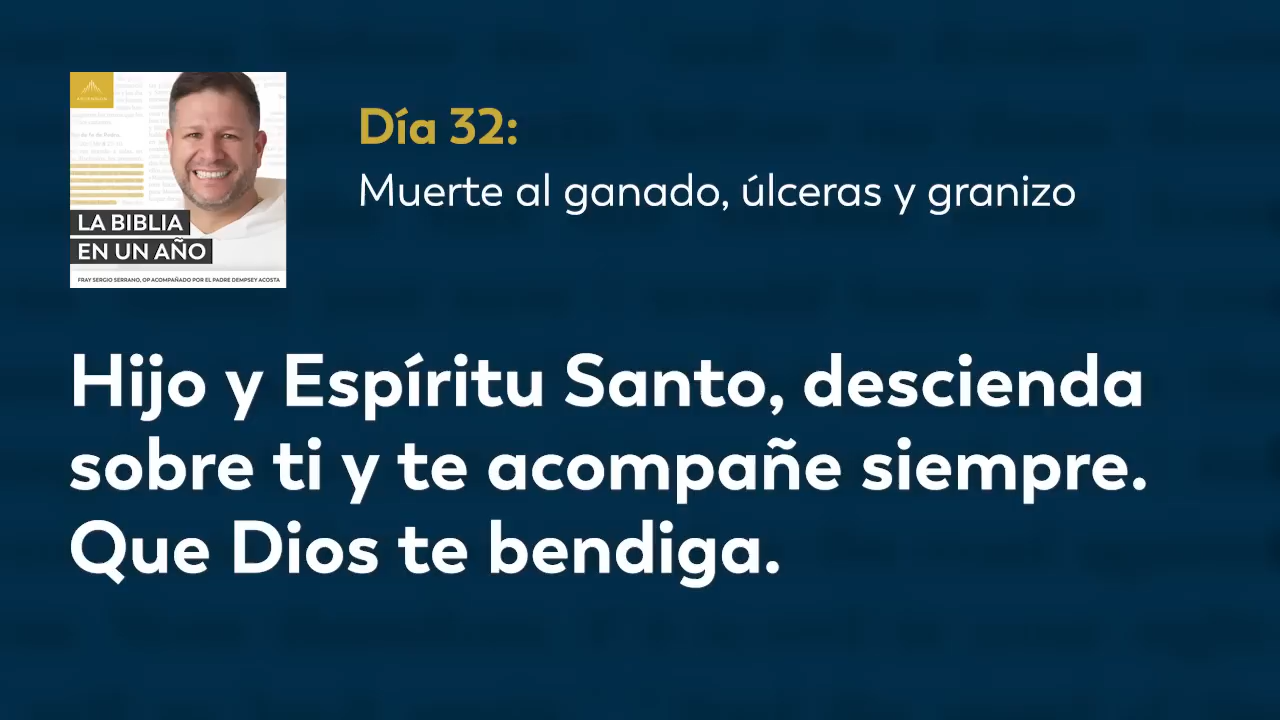 ASCENSION
Día 32:
Muerte al ganado, úlceras y granizo
LA BIBLIA
EN UN AÑO
FRAY SERGIO SERRANO, OP ACOMPAÑADO POR EL PADRE DEMPSEY ACOSTA
Hijo y Espíritu Santo, descienda
sobre ti y te acompañe siempre.
Que Dios te bendiga.